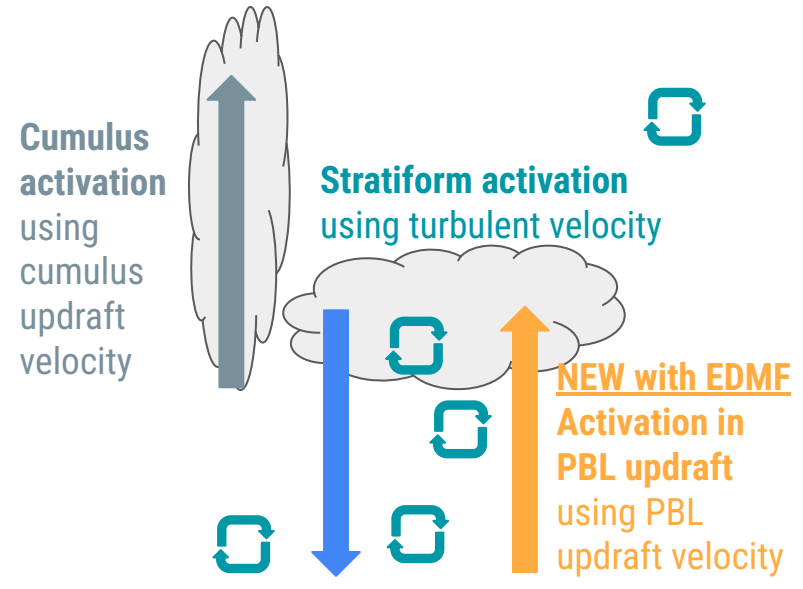 Cumulus
activation
using
cumulus
updraft
velocity
Stratiform activation
using turbulent velocity
NEW with EDMF
Activation in
PBL updraft
using PBL
updraft velocity